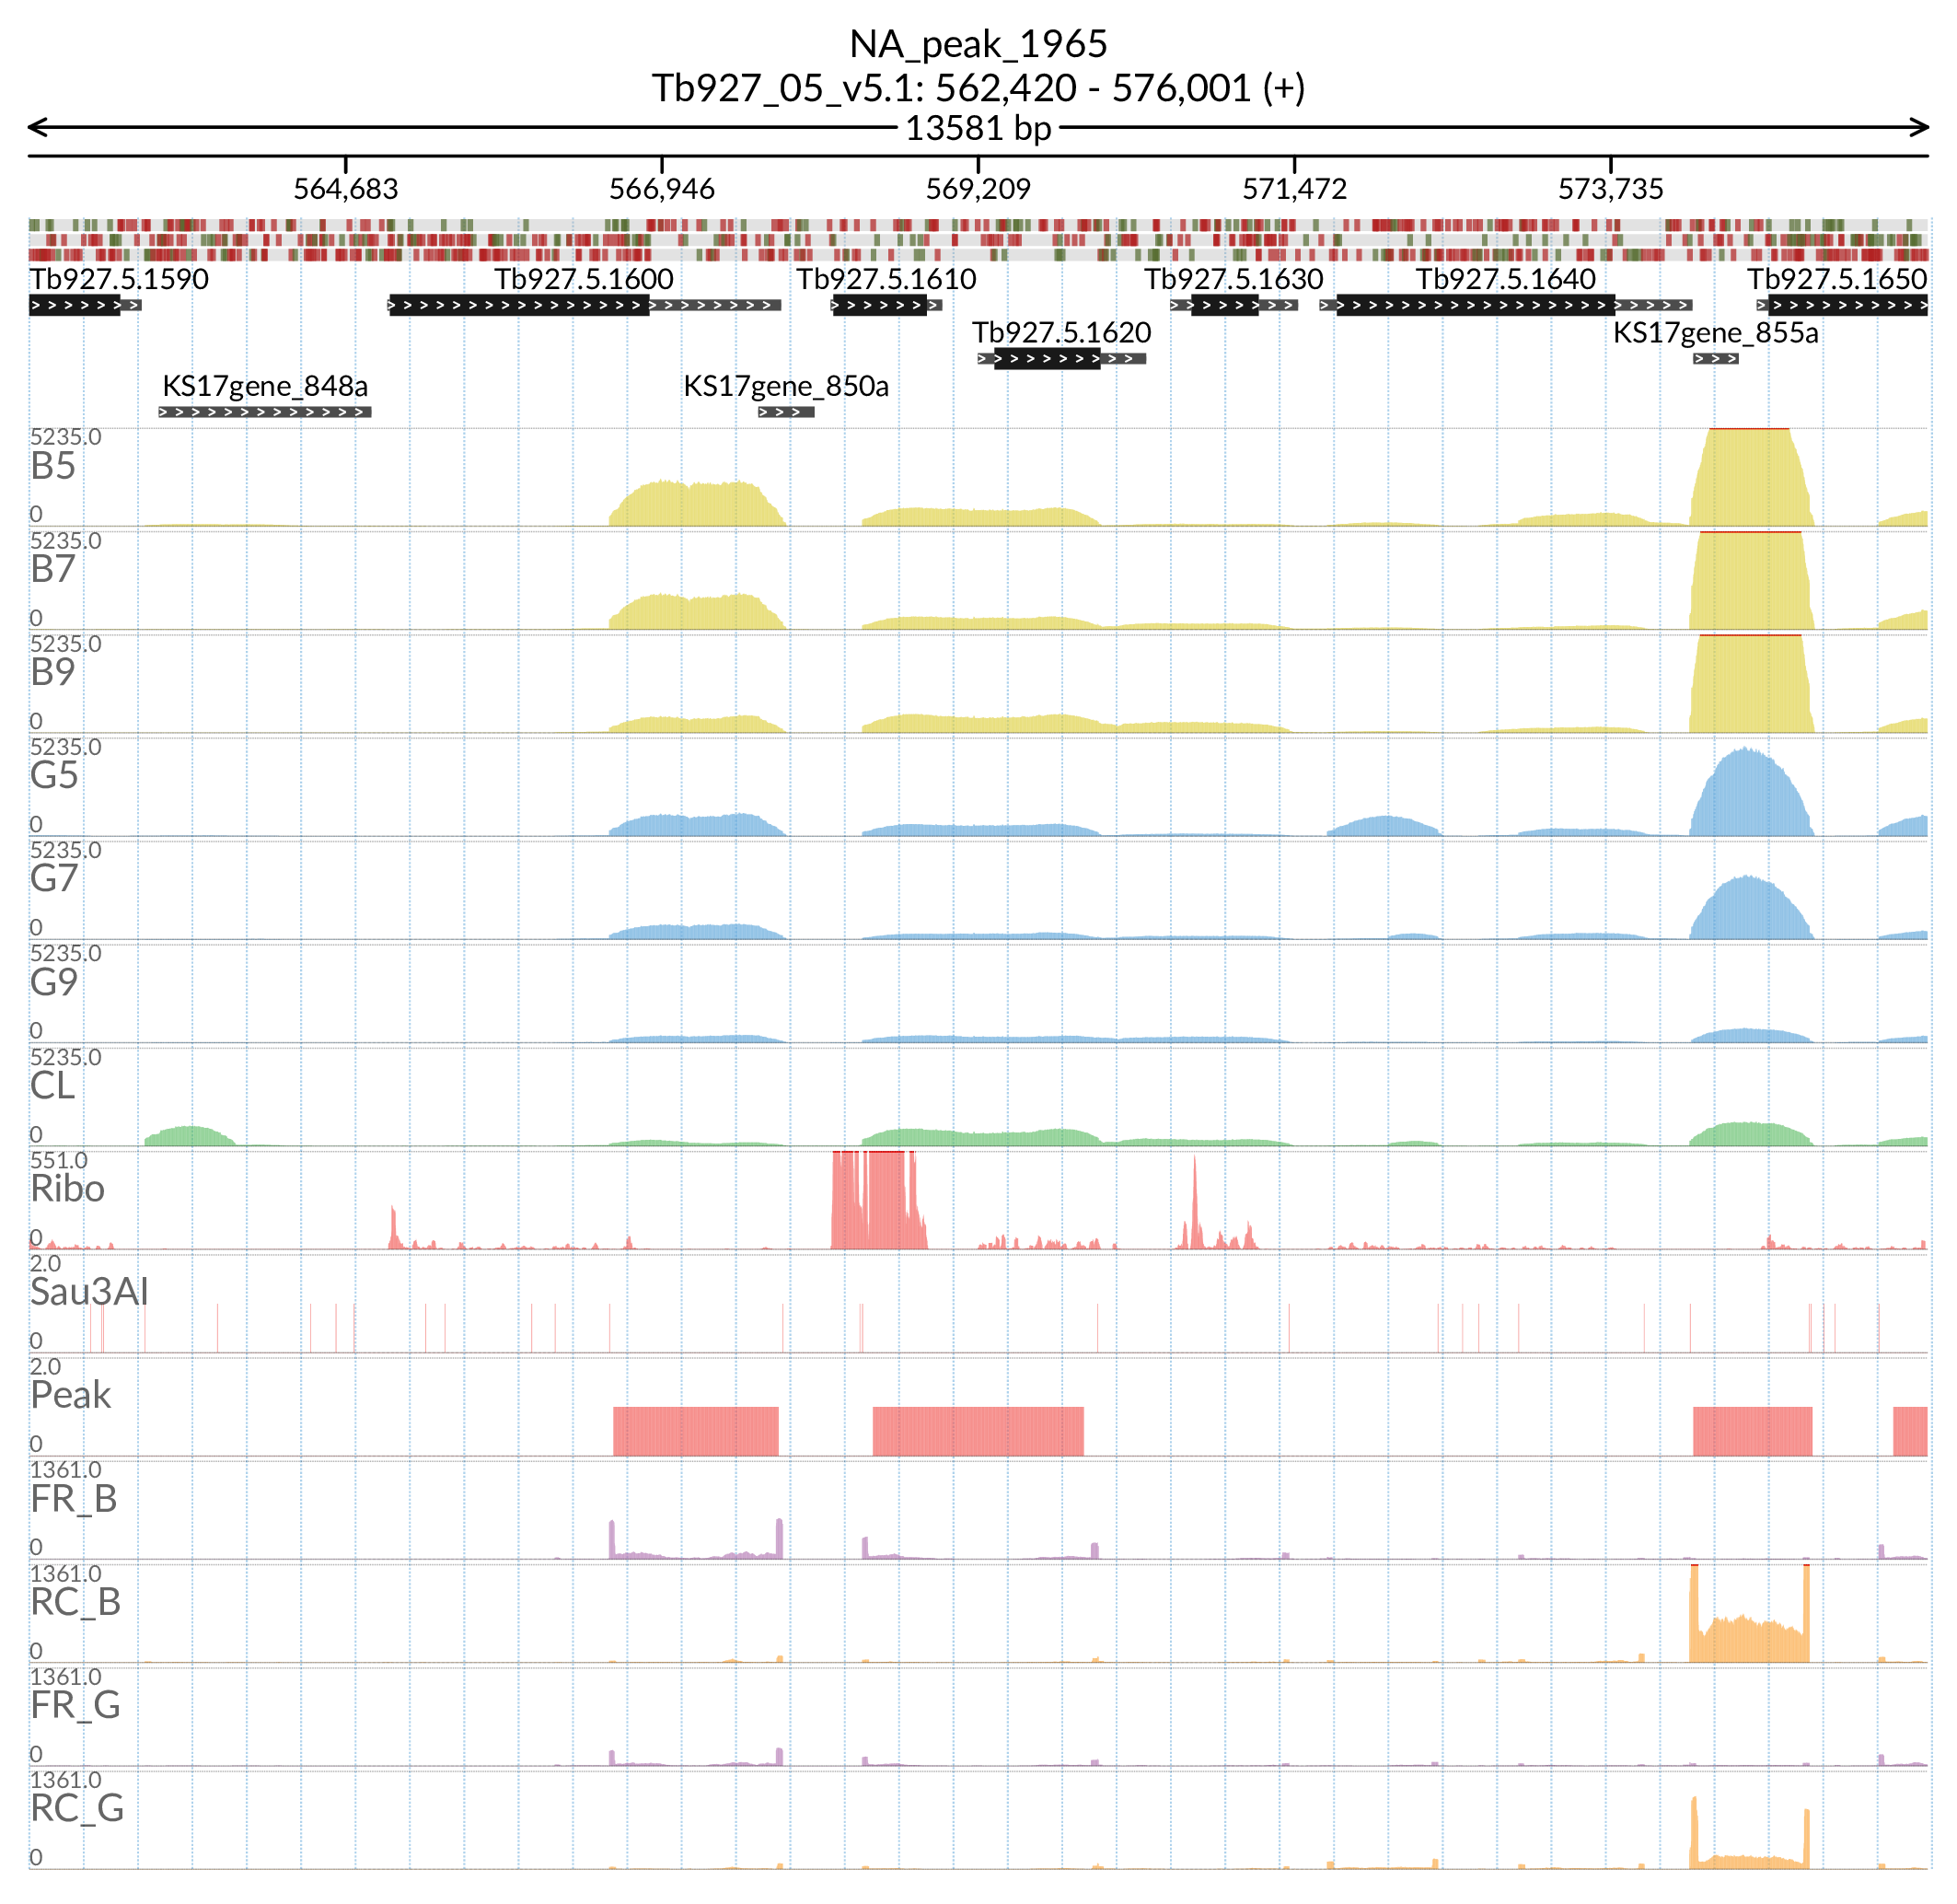 NA_peak_1965
Tb927_05_v5.1: 562,420 - 576,001 (+)
13581 bp
564,683 566,946 569,209 571,472 573,735
Tb927.5.1590 Tb927.5.1600 Tb927.5.1610 Tb927.5.1630 Tb927.5.1640 Tb927.5.1650
Tb927.5.1620 KS17gene_855a
KS17gene_848a KS17gene_850a
5235.0
B5
0
5235.0
B7
0
5235.0
B9
0
5235.0
G5
0
5235.0
G7
0
5235.0
G9
0
5235.0
CL
0
551.0
Ribo
0
2.0
Sau3AI
0
2.0
Peak
0
1361.0
FR_B
0
1361.0
RC_B
0
1361.0
FR_G
0
1361.0
RC_G
0